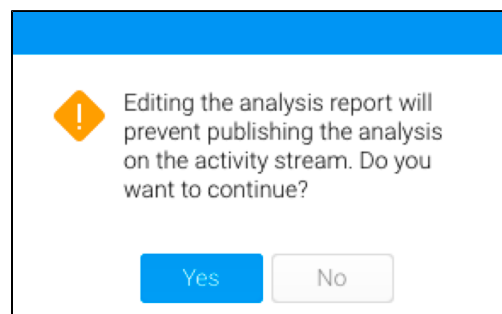 Editing the analysis report will
prevent publishing the analysis
on the activity stream. Do you
want to continue?
Yes
No